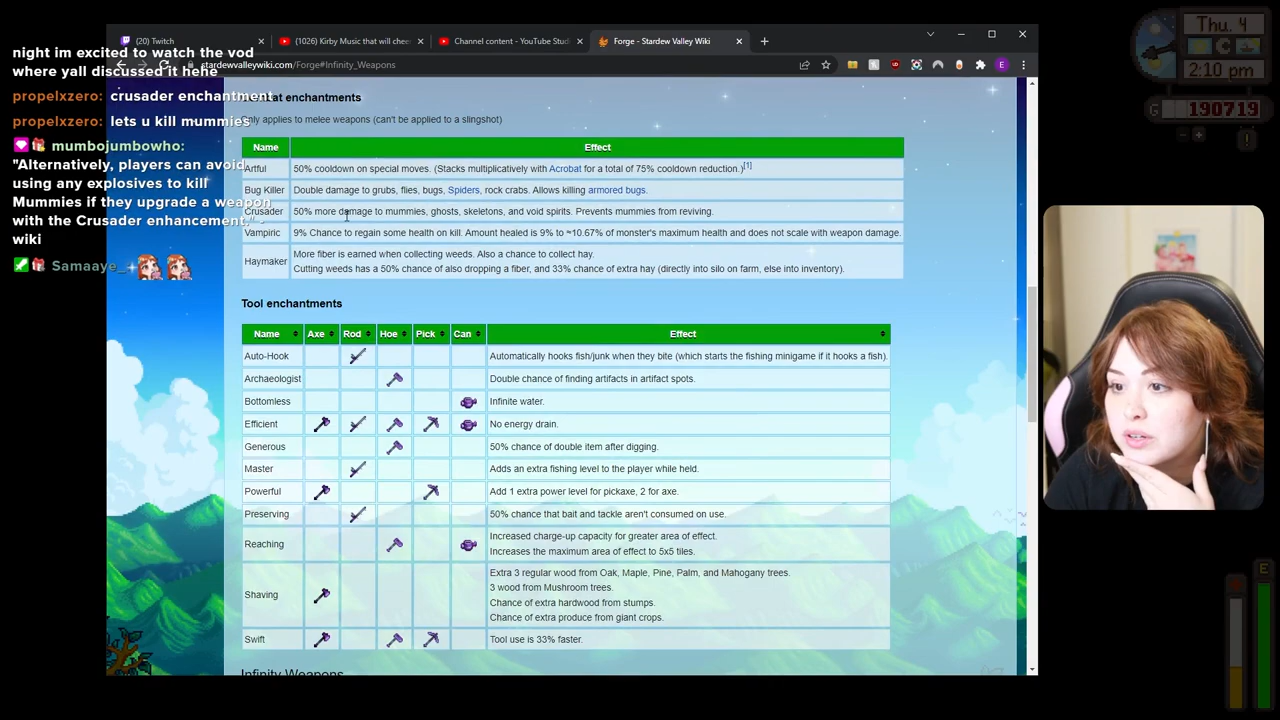 night im excited to watch the vod
where yall discussed it hehe
propelxzero: crusader enchantment
propelxzero: lets u kill mummies
mumbojumbowho:
"Alternatively, players can avoid
using any explosives to kill
Mummies if they upgrade a weapon
with the Crusader enhancement." -
wiki
Samaaye_:
(20) Twitch
(1026) Kirby Music that will chee
Channel content - YouTube Stud
Forge - Stardew Valley Wiki
stardewvalleywiki.com/Forge#Infinity_Weapons
E
enchantments
Only applies to melee weapons (can't be applied to a slingshot)
Name Effect
Artful 50% cooldown on special moves. (Stacks multiplicatively with Acrobat for a total of 75% cooldown reduction.)[1]
Bug Killer Double damage to grubs, flies, bugs, Spiders, rock crabs. Allows killing armored bugs.
Crusader 50% more damage to mummies, ghosts, skeletons, and void spirits. Prevents mummies from reviving.
Vampiric 9% Chance to regain some health on kill. Amount healed is 9% to ≈10.67% of monster's maximum health and does not scale with weapon damage.
Haymaker More fiber is earned when collecting weeds. Also a chance to collect hay.
Cutting weeds has a 50% chance of also dropping a fiber, and 33% chance of extra hay (directly into silo on farm, else into inventory).
Tool enchantments
Name Axe Rod Hoe Pick Can Effect
Auto-Hook Automatically hooks fish/junk when they bite (which starts the fishing minigame if it hooks a fish).
Archaeologist Double chance of finding artifacts in artifact spots.
Bottomless Infinite water.
Efficient No energy drain.
Generous 50% chance of double item after digging.
Master Adds an extra fishing level to the player while held.
Powerful Add 1 extra power level for pickaxe, 2 for axe.
Preserving 50% chance that bait and tackle aren't consumed on use.
Reaching Increased charge-up capacity for greater area of effect.
Increases the maximum area of effect to 5x5 tiles.
Shaving Extra 3 regular wood from Oak, Maple, Pine, Palm, and Mahogany trees.
3 wood from Mushroom trees.
Chance of extra hardwood from stumps.
Chance of extra produce from giant crops.
Swift Tool use is 33% faster.
Infinity Weapons
Thu. 4
2:10 pm
G 190719
E